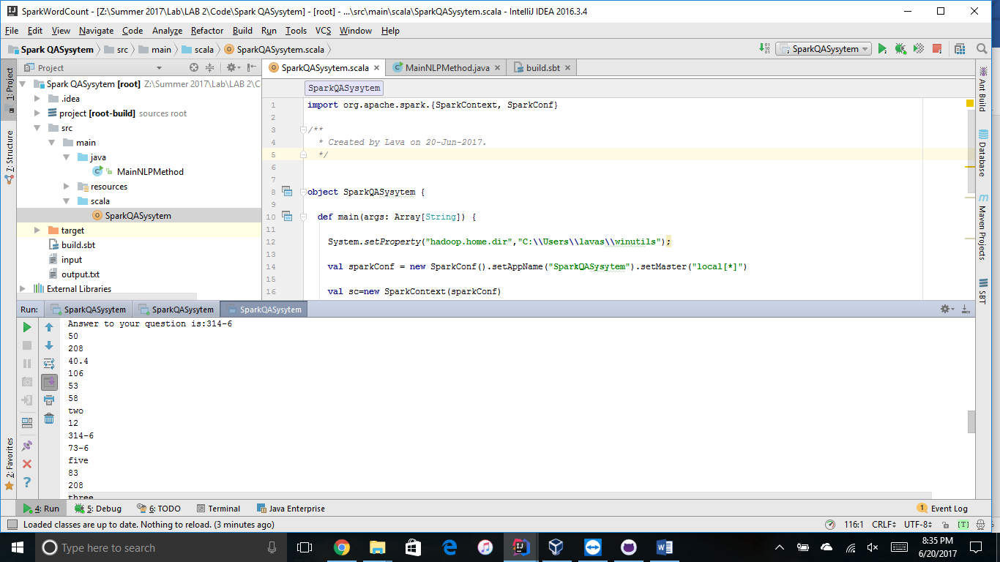 SparkWordCount - [Z:\Summer 2017\Lab\LAB 2\Code\Spark QASysytem] - [root] - ...\src\main\scala\SparkQASysytem.scala - IntelliJ IDEA 2016.3.4
File Edit View Navigate Code Analyze Refactor Build Run Tools VCS Window Help
Spark QASysytem src main scala SparkQASysytem.scala SparkQASysytem
1: Project
7: Structure
2: Favorites
Project
Spark QASysytem [root] Z:\Summer 2017\Lab\LAB 2\C
.idea
project [root-build] sources root
src
main
java
MainNLPMethod
resources
scala
SparkQASysytem
target
build.sbt
input
output.txt
External Libraries
SparkQASysytem.scala MainNLPMethod.java build.sbt
SparkQASysytem
1 import org.apache.spark.{SparkContext, SparkConf}
2
3 /**
4 * Created by Lava on 20-Jun-2017.
5 */
6
7
8 object SparkQASysytem {
9
10 def main(args: Array[String]) {
11
12 System.setProperty("hadoop.home.dir","C:\\Users\\lavas\\winutils");
13
14 val sparkConf = new SparkConf().setAppName("SparkQASysytem").setMaster("local[*]")
15
16 val sc=new SparkContext(sparkConf)
Ant Build
Database
Maven Projects
SBT
Run: SparkQASysytem SparkQASysytem SparkQASysytem
Answer to your question is:314-6
50
208
40.4
106
53
58
two
12
314-6
73-6
five
83
208
three
4: Run 5: Debug 6: TODO Terminal Java Enterprise 1 Event Log
Loaded classes are up to date. Nothing to reload. (3 minutes ago) 116:1 CRLF UTF-8 [T]
Type here to search
8:35 PM
6/20/2017